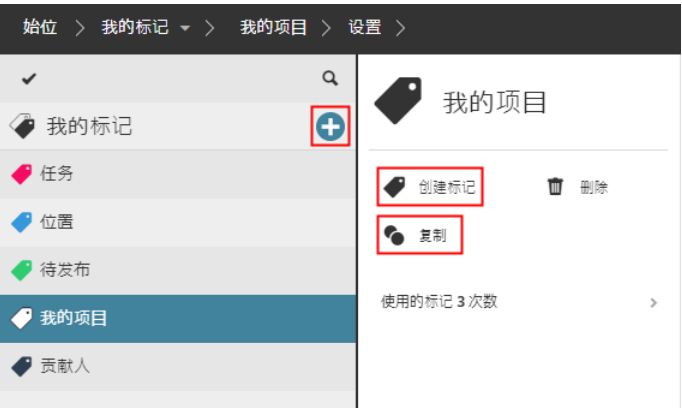 始位 我的标记 我的项目 设置
我的标记
任务
位置
待发布
我的项目
贡献人
我的项目
创建标记 删除
复制
使用的标记 3 次数